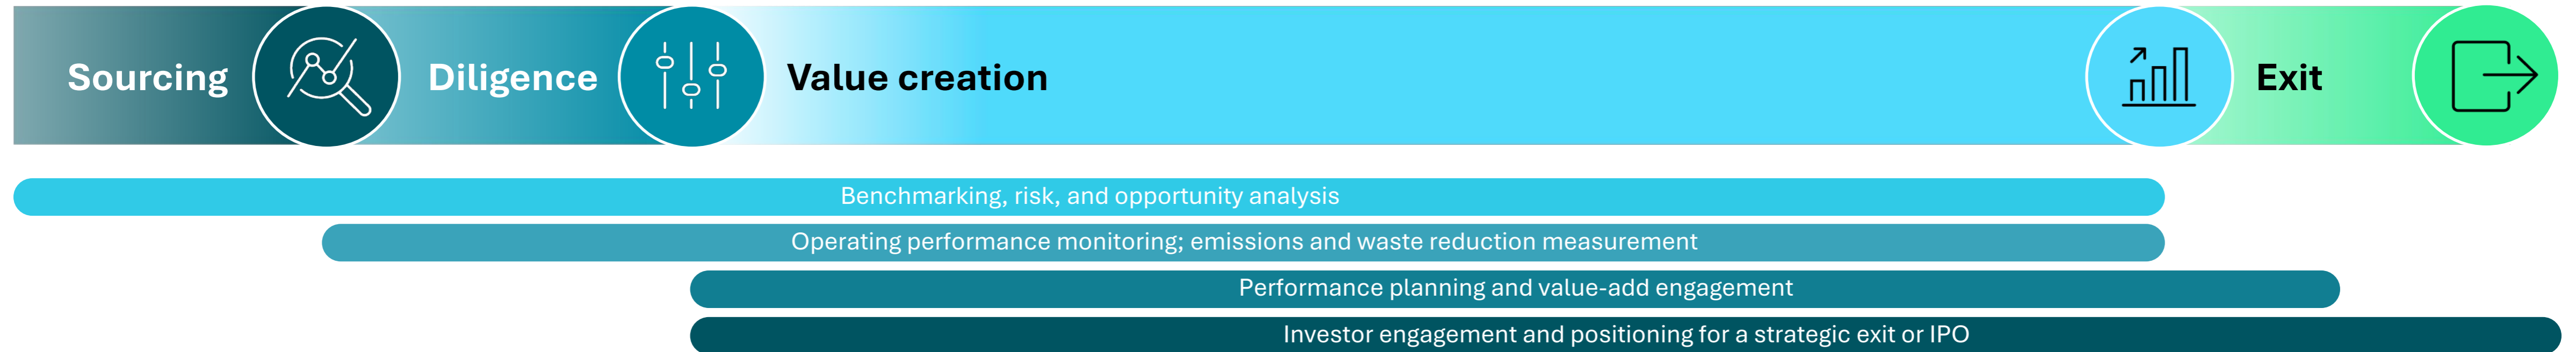 Sourcing
Diligence
Value creation
Exit
Benchmarking, risk, and opportunity analysis
Operating performance monitoring; emissions and waste reduction measurement
Performance planning and value-add engagement
Investor engagement and positioning for a strategic exit or IPO